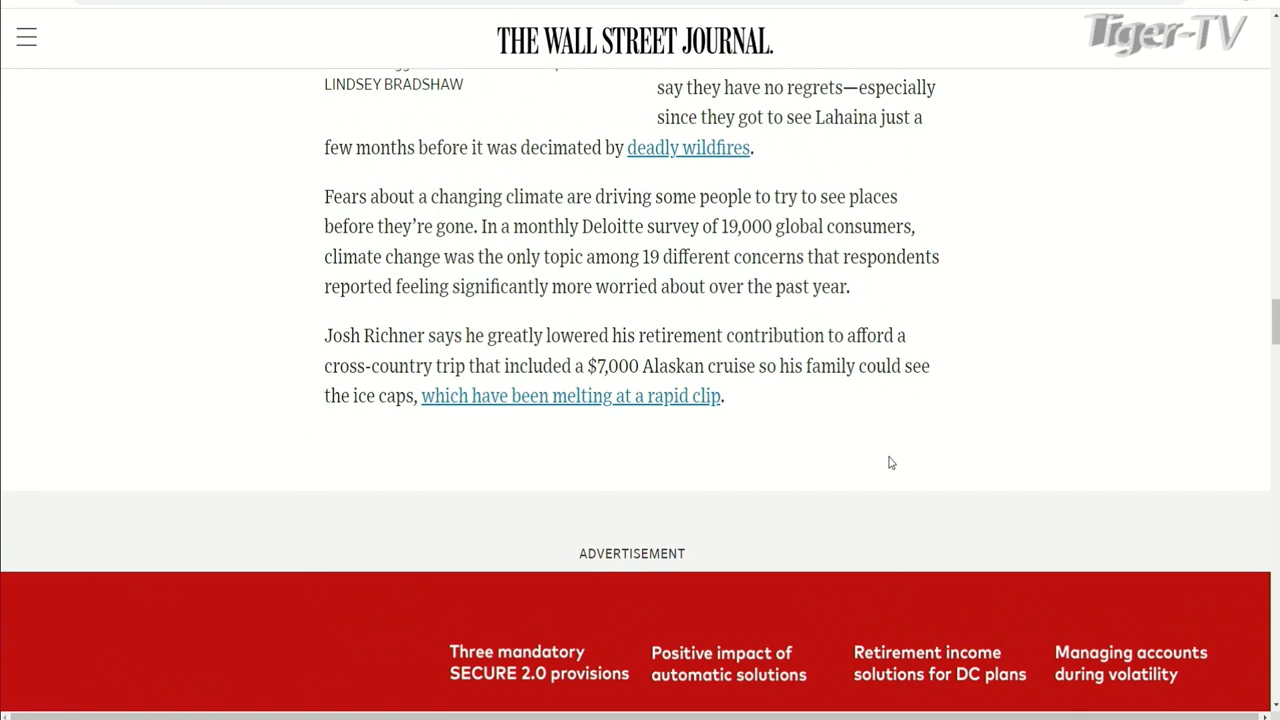 THE WALL STREET JOURNAL.
Tiger-TV
LINDSEY BRADSHAW
say they have no regrets—especially
since they got to see Lahaina just a
few months before it was decimated by deadly wildfires.
Fears about a changing climate are driving some people to try to see places
before they’re gone. In a monthly Deloitte survey of 19,000 global consumers,
climate change was the only topic among 19 different concerns that respondents
reported feeling significantly more worried about over the past year.
Josh Richner says he greatly lowered his retirement contribution to afford a
cross-country trip that included a $7,000 Alaskan cruise so his family could see
the ice caps, which have been melting at a rapid clip.
ADVERTISEMENT
Three mandatory
SECURE 2.0 provisions
Positive impact of
automatic solutions
Retirement income
solutions for DC plans
Managing accounts
during volatility